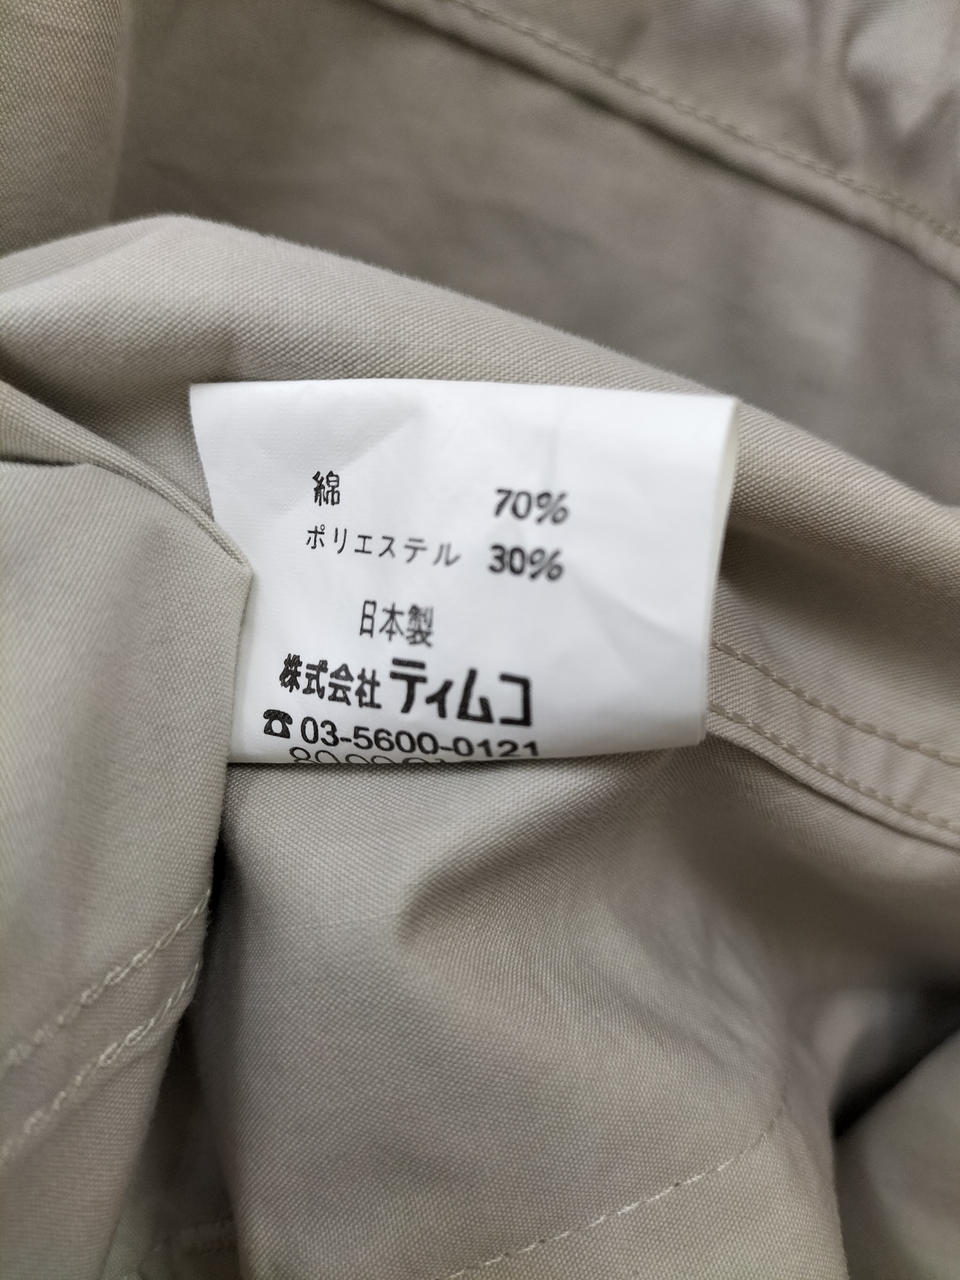 綿 70%
ポリエステル 30%
日本製
株式会社ティムコ
☎ 03-5600-0121